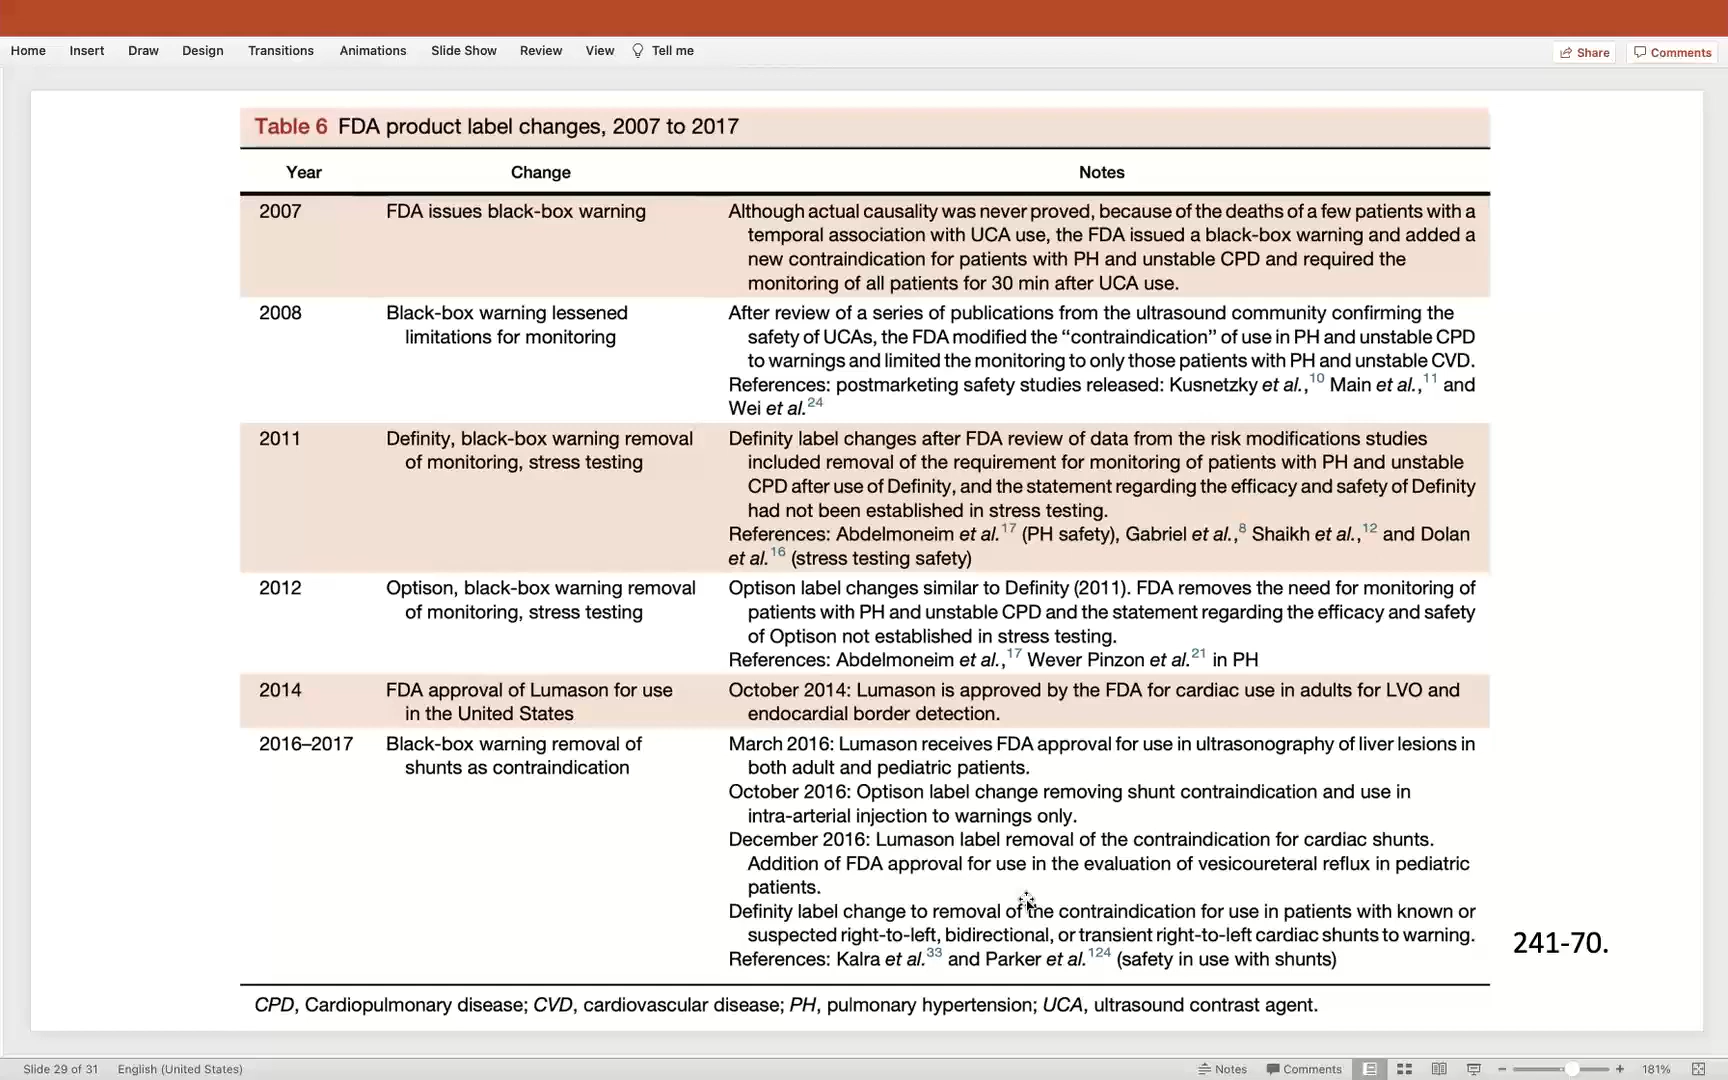 Home Insert Draw Design Transitions Animations Slide Show Review View Tell me Share Comments
Table 6 FDA product label changes, 2007 to 2017
Year Change Notes
2007 FDA issues black-box warning Although actual causality was never proved, because of the deaths of a few patients with a
temporal association with UCA use, the FDA issued a black-box warning and added a
new contraindication for patients with PH and unstable CPD and required the
monitoring of all patients for 30 min after UCA use.
2008 Black-box warning lessened After review of a series of publications from the ultrasound community confirming the
limitations for monitoring safety of UCAs, the FDA modified the “contraindication” of use in PH and unstable CPD
to warnings and limited the monitoring to only those patients with PH and unstable CVD.
References: postmarketing safety studies released: Kusnetzky et al.,10 Main et al.,11 and
Wei et al.24
2011 Definity, black-box warning removal Definity label changes after FDA review of data from the risk modifications studies
of monitoring, stress testing included removal of the requirement for monitoring of patients with PH and unstable
CPD after use of Definity, and the statement regarding the efficacy and safety of Definity
had not been established in stress testing.
References: Abdelmoneim et al.17 (PH safety), Gabriel et al.,8 Shaikh et al.,12 and Dolan
et al.16 (stress testing safety)
2012 Optison, black-box warning removal Optison label changes similar to Definity (2011). FDA removes the need for monitoring of
of monitoring, stress testing patients with PH and unstable CPD and the statement regarding the efficacy and safety
of Optison not established in stress testing.
References: Abdelmoneim et al.,17 Wever Pinzon et al.21 in PH
2014 FDA approval of Lumason for use October 2014: Lumason is approved by the FDA for cardiac use in adults for LVO and
in the United States endocardial border detection.
2016–2017 Black-box warning removal of March 2016: Lumason receives FDA approval for use in ultrasonography of liver lesions in
shunts as contraindication both adult and pediatric patients.
October 2016: Optison label change removing shunt contraindication and use in
intra-arterial injection to warnings only.
December 2016: Lumason label removal of the contraindication for cardiac shunts.
Addition of FDA approval for use in the evaluation of vesicoureteral reflux in pediatric
patients.
Definity label change to removal of the contraindication for use in patients with known or
suspected right-to-left, bidirectional, or transient right-to-left cardiac shunts to warning.
241-70.
References: Kalra et al.33 and Parker et al.124 (safety in use with shunts)
CPD, Cardiopulmonary disease; CVD, cardiovascular disease; PH, pulmonary hypertension; UCA, ultrasound contrast agent.
Slide 29 of 31 English (United States) Notes Comments 181%